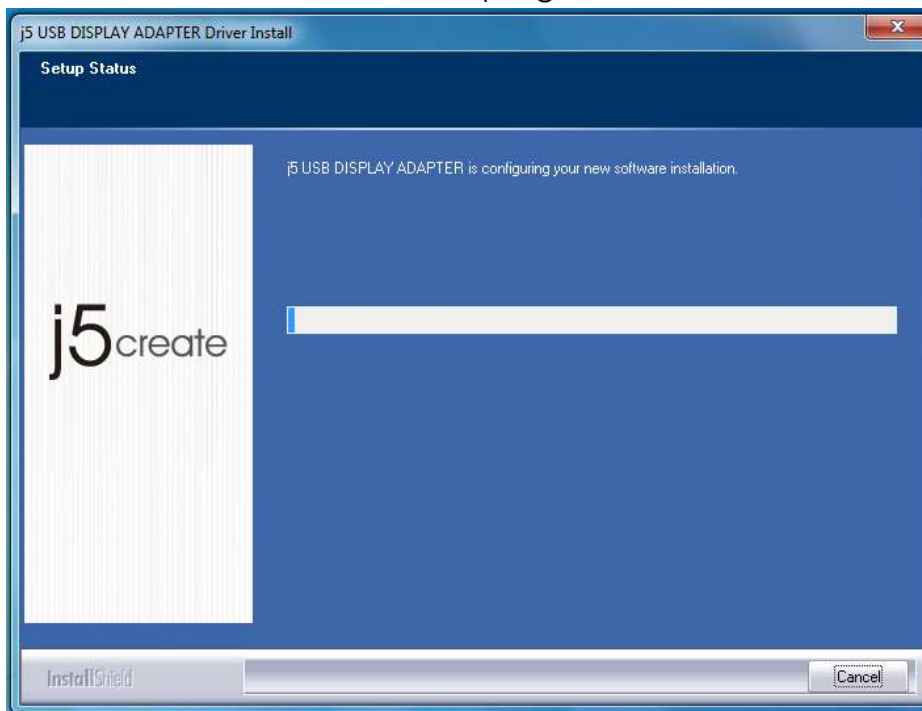 j5 USB DISPLAY ADAPTER Driver Install
Setup Status
j5 USB DISPLAY ADAPTER is configuring your new software installation.
j5create
InstallShield
Cancel